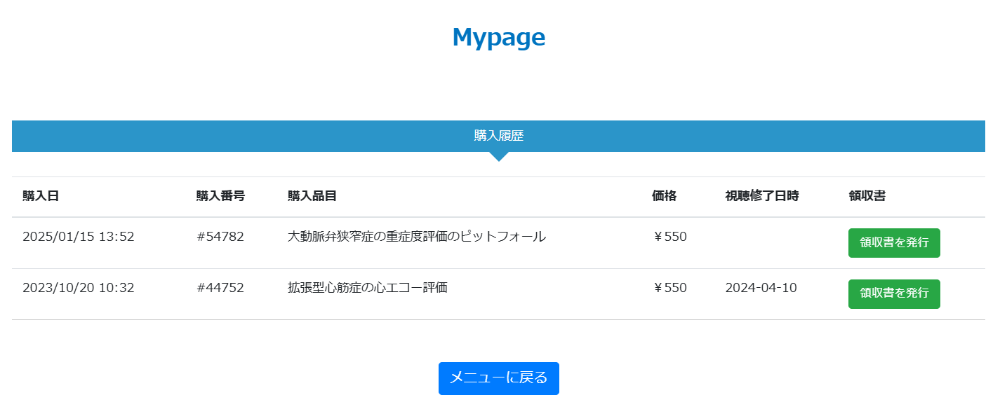 Mypage
購入履歴
購入日 購入番号 購入品目 価格 視聴修了日時 領収書
2025/01/15 13:52 #54782 大動脈弁狭窄症の重症度評価のピットフォール ¥550 領収書を発行
2023/10/20 10:32 #44752 拡張型心筋症の心エコー評価 ¥550 2024-04-10 領収書を発行
メニューに戻る